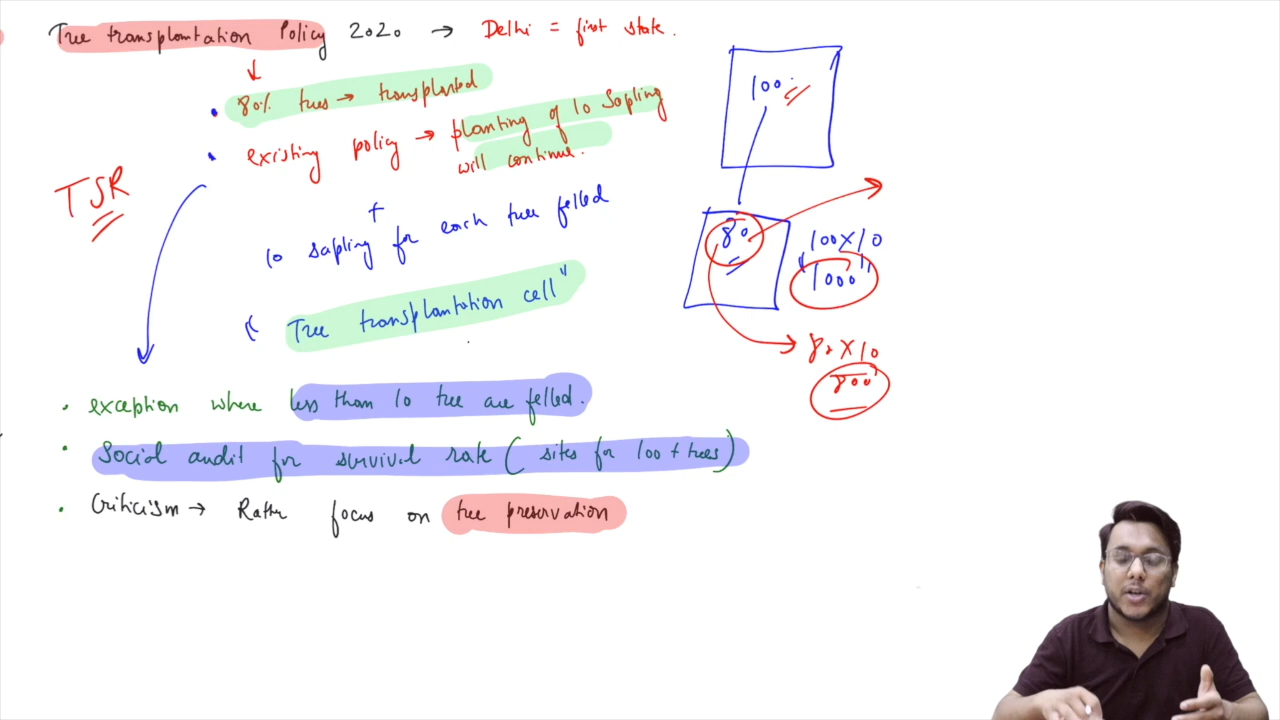 Tree transplantation Policy 2020 → Delhi = first state.
• 80% trees → transplanted
• existing policy → planting of 10 Sapling
will continue.
TSR
+
10 sapling for each tree felled
" Tree transplantation cell"
• exception where less than 10 tree are felled.
• Social audit for survival rate ( sites for 100 + trees)
• Criticism → Rather focus on tree preservation
100
80
100 X 10
"1000"
80 X 10
800